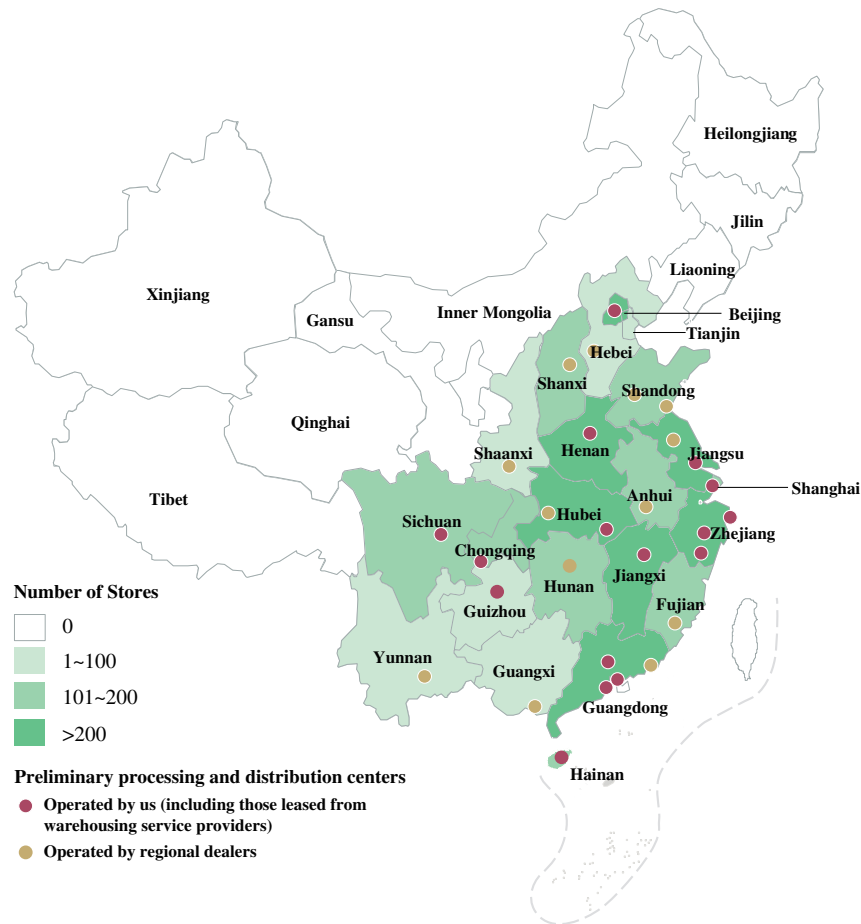 Heilongjiang
Jilin
Liaoning
Xinjiang
Gansu
Inner Mongolia
Beijing
Tianjin
Hebei
Shanxi
Shandong
Qinghai
Henan
Shaanxi
Jiangsu
Tibet
Shanghai
Anhui
Sichuan
Hubei
Zhejiang
Chongqing
Jiangxi
Hunan
Number of Stores
Guizhou
Fujian
0
1~100
Yunnan
Guangxi
101~200
Guangdong
>200
Preliminary processing and distribution centers
Hainan
Operated by us (including those leased from
warehousing service providers)
Operated by regional dealers